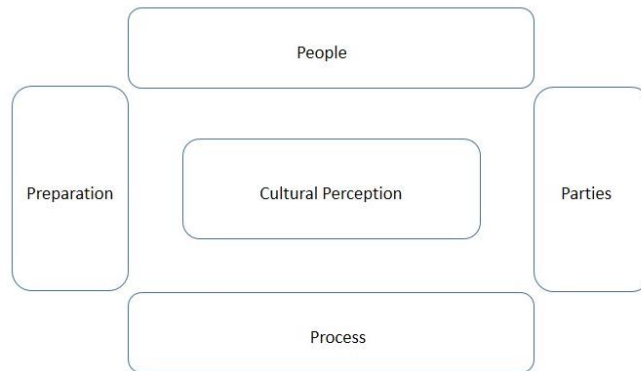 People
Preparation
Cultural Perception
Parties
Process